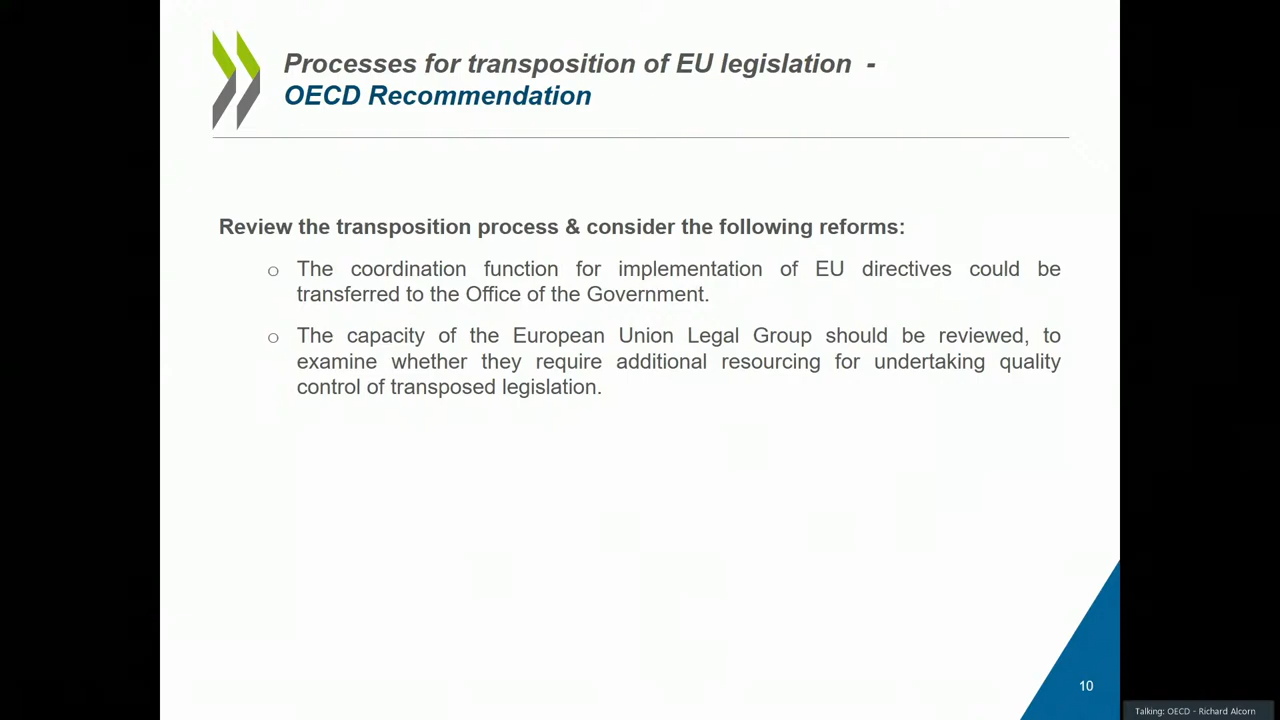 Processes for transposition of EU legislation -
OECD Recommendation
Review the transposition process & consider the following reforms:
o The coordination function for implementation of EU directives could be
transferred to the Office of the Government.
o The capacity of the European Union Legal Group should be reviewed, to
examine whether they require additional resourcing for undertaking quality
control of transposed legislation.
10
Talking: OECD - Richard Alcorn